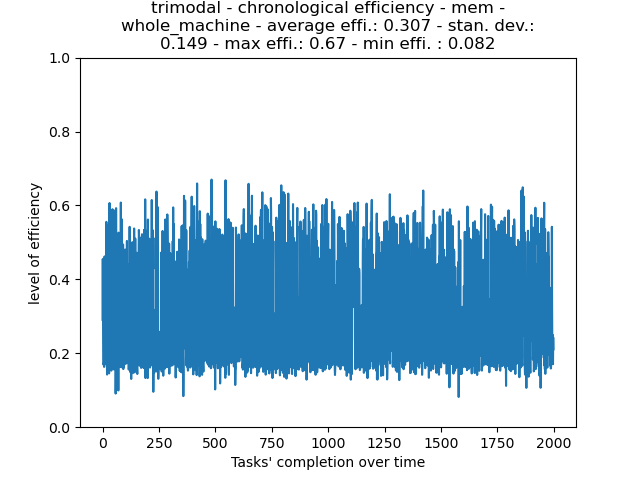 trimodal - chronological efficiency - mem -
whole_machine - average effi.: 0.307 - stan. dev.:
0.149 - max effi.: 0.67 - min effi. : 0.082
1.0
0.8
0.6
0.4
0.2
0.0
level of efficiency
0 250 500 750 1000 1250 1500 1750 2000
Tasks' completion over time